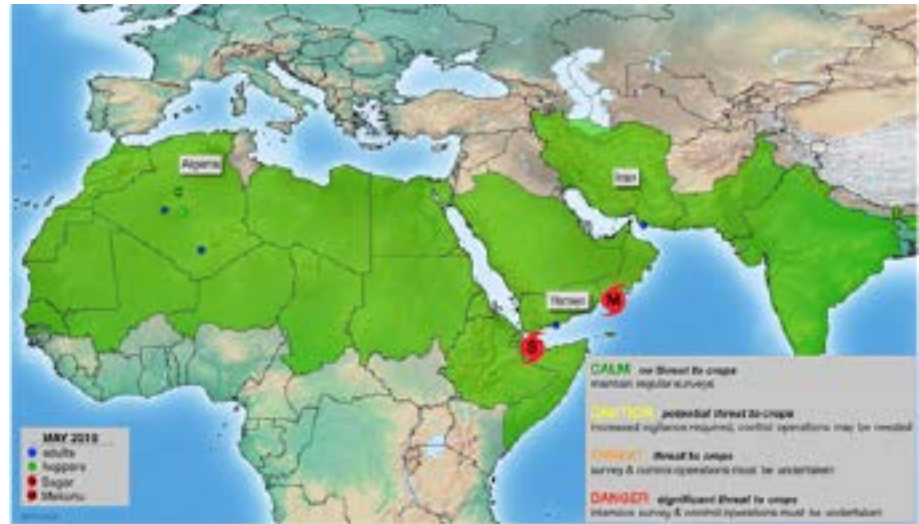 Algeria
Iran
Yemen
M
S
CALM no threat to crops
maintain regular surveys
CAUTION potential threat to crops
increased vigilance required, control operations may be needed
THREAT threat to crops
survey & control operations must be undertaken
DANGER significant threat to crops
intensive survey & control operations must be undertaken
MAY 2018
adults
hoppers
Sagar
Mekunu